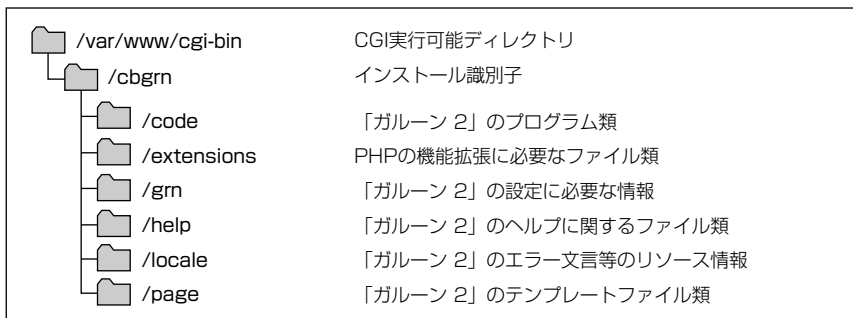 /var/www/cgi-bin CGI実行可能ディレクトリ
/cbgrn インストール識別子
/code 「ガルーン 2」のプログラム類
/extensions PHPの機能拡張に必要なファイル類
/grn 「ガルーン 2」の設定に必要な情報
/help 「ガルーン 2」のヘルプに関するファイル類
/locale 「ガルーン 2」のエラー文言等のリソース情報
/page 「ガルーン 2」のテンプレートファイル類